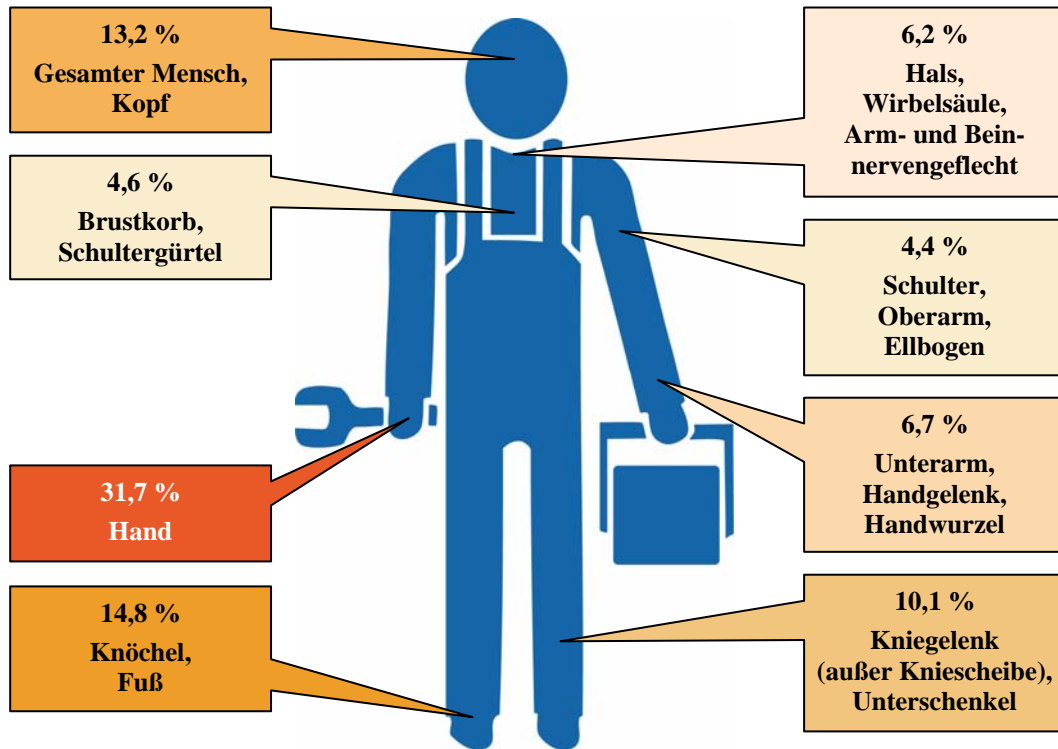 13,2 %
Gesamter Mensch,
Kopf
4,6 %
Brustkorb,
Schultergürtel
31,7 %
Hand
14,8 %
Knöchel,
Fuß
6,2 %
Hals,
Wirbelsäule,
Arm- und Bein-
nervengeflecht
4,4 %
Schulter,
Oberarm,
Ellbogen
6,7 %
Unterarm,
Handgelenk,
Handwurzel
10,1 %
Kniegelenk
(außer Kniescheibe),
Unterschenkel